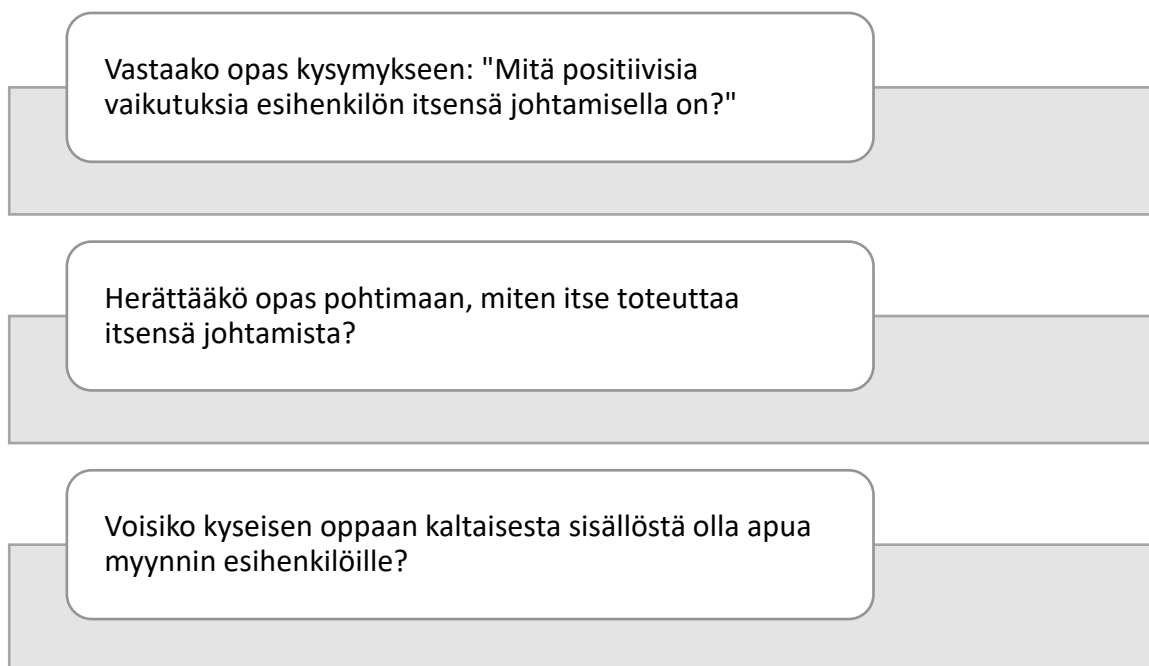 Vastaako opas kysymykseen: "Mitä positiivisia
vaikutuksia esihenkilön itsensä johtamisella on?"
Herättääkö opas pohtimaan, miten itse toteuttaa
itsensä johtamista?
Voisiko kyseisen oppaan kaltaisesta sisällöstä olla apua
myynnin esihenkilöille?